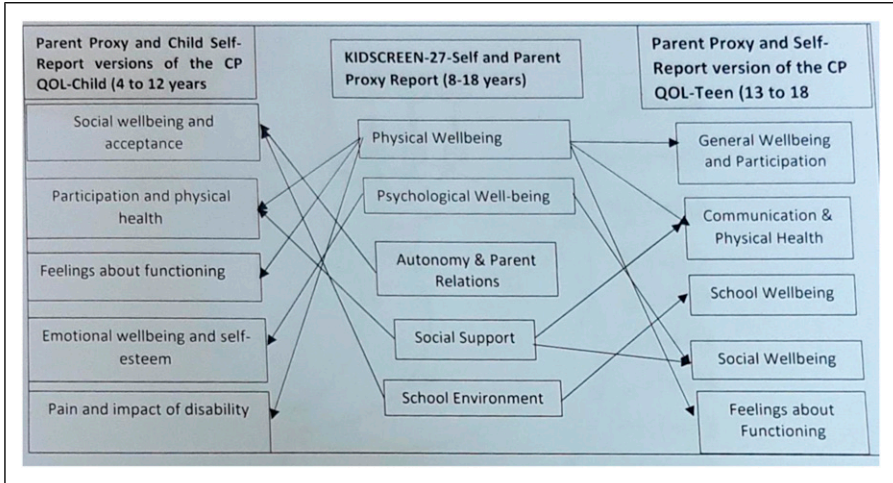 Parent Proxy and Child Self-
Report versions of the CP
QOL-Child (4 to 12 years
Social wellbeing and
acceptance
Participation and physical
health
Feelings about functioning
Emotional wellbeing and self-
esteem
Pain and impact of disability
KIDSCREEN-27-Self and Parent
Proxy Report (8-18 years)
Physical Wellbeing
Psychological Well-being
Autonomy & Parent
Relations
Social Support
School Environment
Parent Proxy and Self-
Report version of the CP
QOL-Teen (13 to 18
General Wellbeing
and Participation
Communication &
Physical Health
School Wellbeing
Social Wellbeing
Feelings about
Functioning